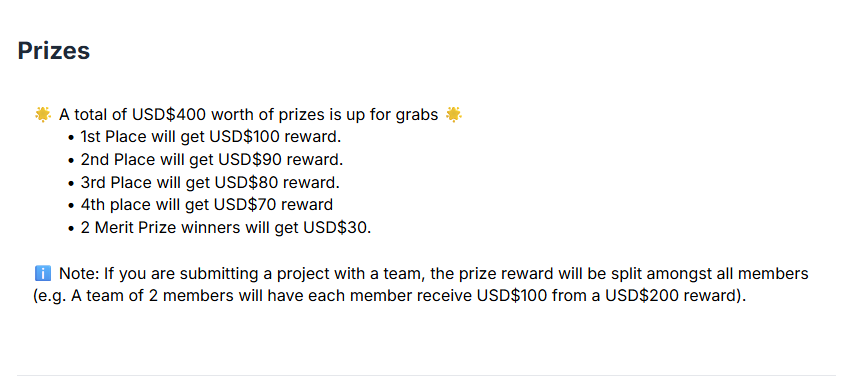 Prizes
🌟 A total of USD$400 worth of prizes is up for grabs 🌟
• 1st Place will get USD$100 reward.
• 2nd Place will get USD$90 reward.
• 3rd Place will get USD$80 reward.
• 4th place will get USD$70 reward
• 2 Merit Prize winners will get USD$30.
ℹ️ Note: If you are submitting a project with a team, the prize reward will be split amongst all members
(e.g. A team of 2 members will have each member receive USD$100 from a USD$200 reward).